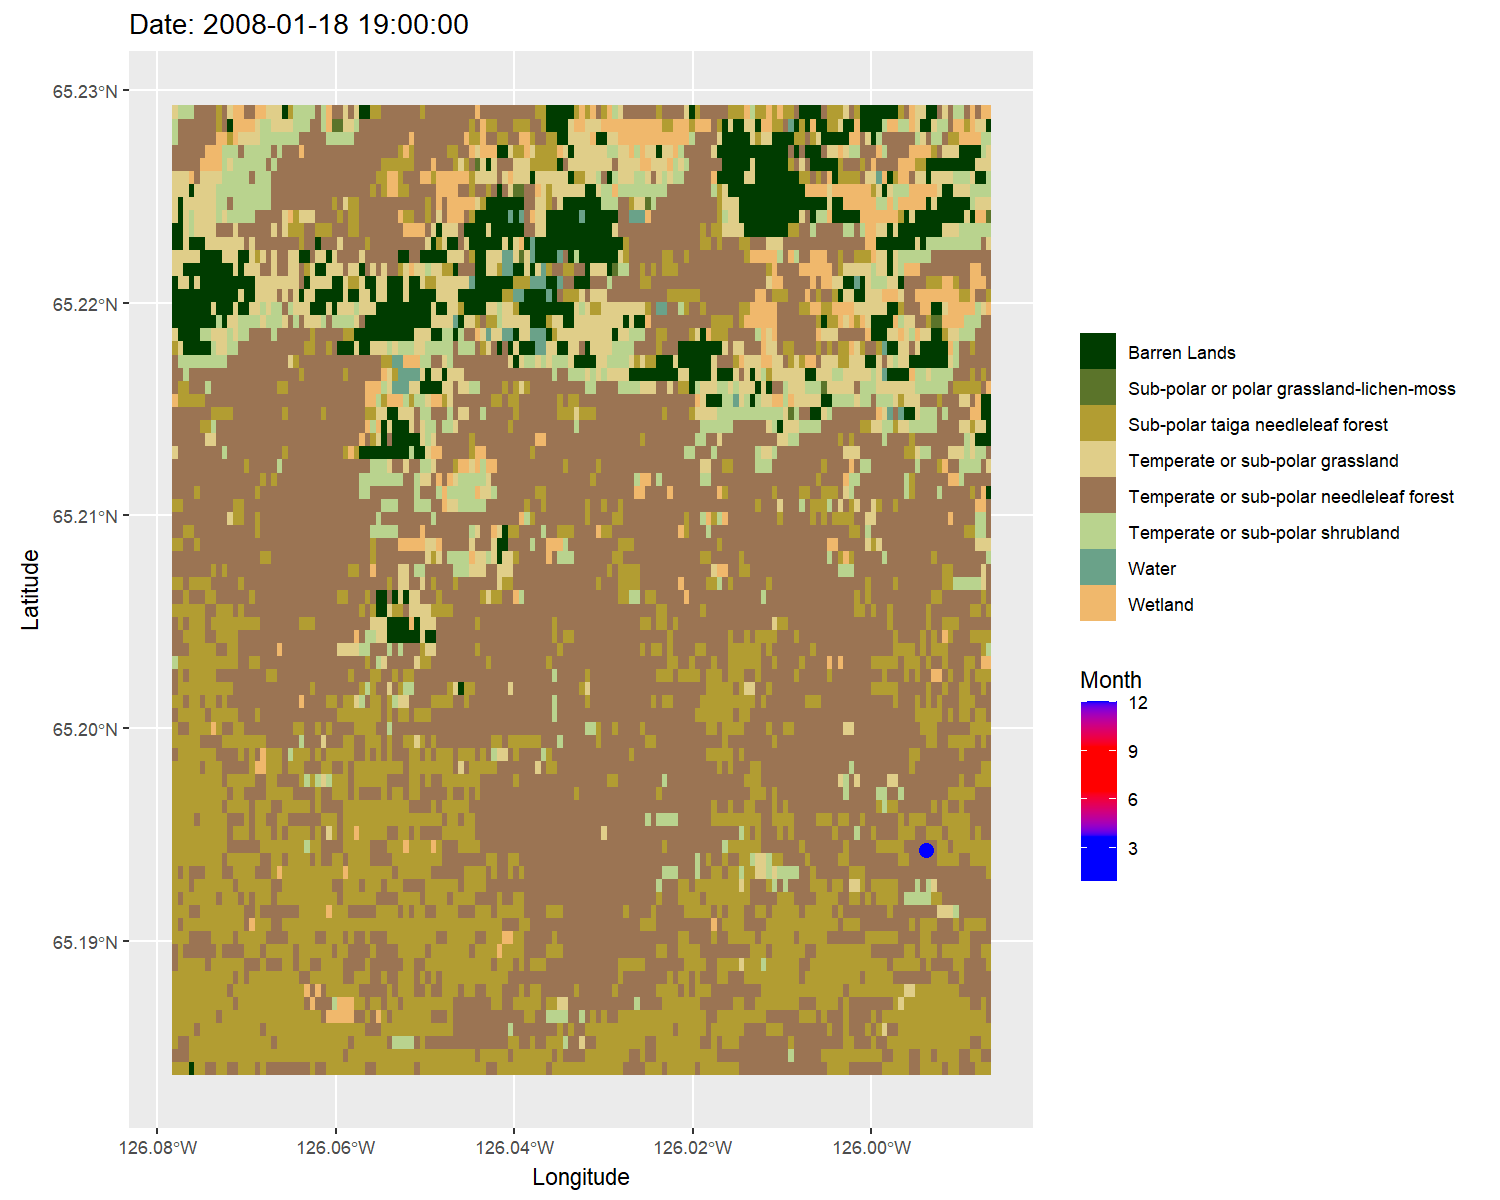 Date: 2008-01-18 19:00:00
65.23°N
65.22°N
65.21°N
65.20°N
65.19°N
Latitude
126.08°W 126.06°W 126.04°W 126.02°W 126.00°W
Longitude
Barren Lands
Sub-polar or polar grassland-lichen-moss
Sub-polar taiga needleleaf forest
Temperate or sub-polar grassland
Temperate or sub-polar needleleaf forest
Temperate or sub-polar shrubland
Water
Wetland
Month
12
9
6
3